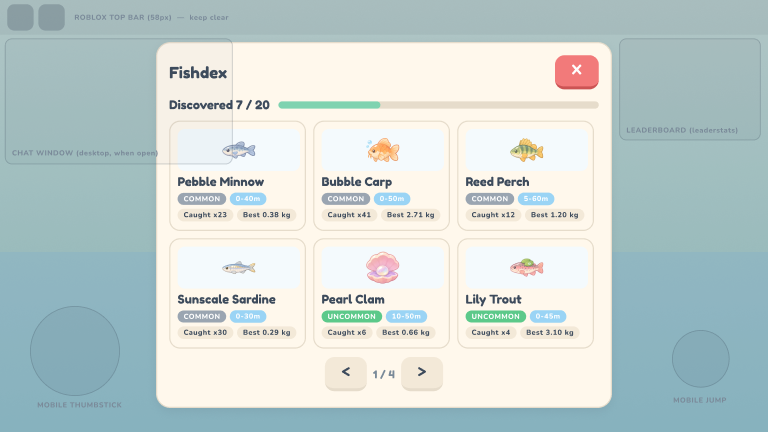 ROBLOX TOP BAR (58px) — keep clear
Fishdex
X
Discovered 7 / 20
LEADERBOARD (leaderstats)
CHAT WINDOW (desktop, when open)
Pebble Minnow
COMMON 0-40m
Caught x23 Best 0.38 kg
Bubble Carp
COMMON 0-50m
Caught x41 Best 2.71 kg
Reed Perch
COMMON 5-60m
Caught x12 Best 1.20 kg
Sunscale Sardine
COMMON 0-30m
Caught x30 Best 0.29 kg
Pearl Clam
UNCOMMON 10-50m
Caught x6 Best 0.66 kg
Lily Trout
UNCOMMON 0-45m
Caught x4 Best 3.10 kg
< 1 / 4 >
MOBILE THUMBSTICK
MOBILE JUMP